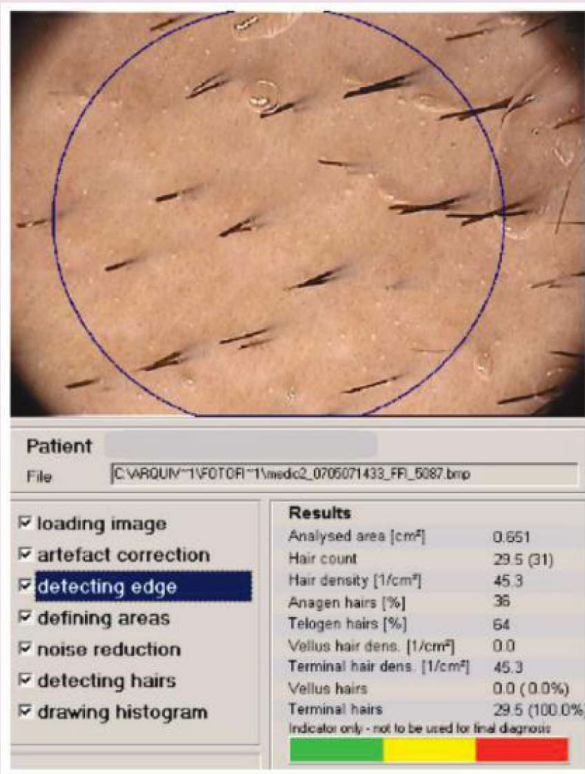 Patient
File C:\ARQUIV~1\FOTOFI~1\medic2_0705071433_FFI_5087.bmp
loading image
artefact correction
detecting edge
defining areas
noise reduction
detecting hairs
drawing histogram
Results
Analysed area [cm²] 0.651
Hair count 29.5 (31)
Hair density [1/cm²] 45.3
Anagen hairs [%] 36
Telogen hairs [%] 64
Vellus hair dens. [1/cm²] 0.0
Terminal hair dens. [1/cm²] 45.3
Vellus hairs 0.0 (0.0%)
Terminal hairs 29.5 (100.0%)
Indicator only - not to be used for final diagnosis